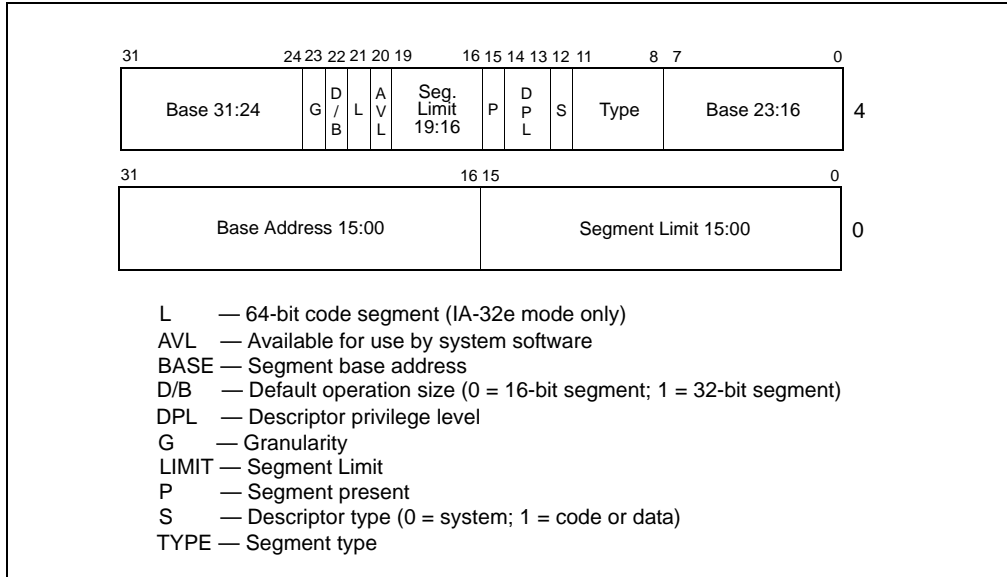 31 24 23 22 21 20 19 16 15 14 13 12 11 8 7 0
Base 31:24 G D/B L AVL Seg. Limit 19:16 P DPL S Type Base 23:16 4
31 16 15 0
Base Address 15:00 Segment Limit 15:00 0
L — 64-bit code segment (IA-32e mode only)
AVL — Available for use by system software
BASE — Segment base address
D/B — Default operation size (0 = 16-bit segment; 1 = 32-bit segment)
DPL — Descriptor privilege level
G — Granularity
LIMIT — Segment Limit
P — Segment present
S — Descriptor type (0 = system; 1 = code or data)
TYPE — Segment type